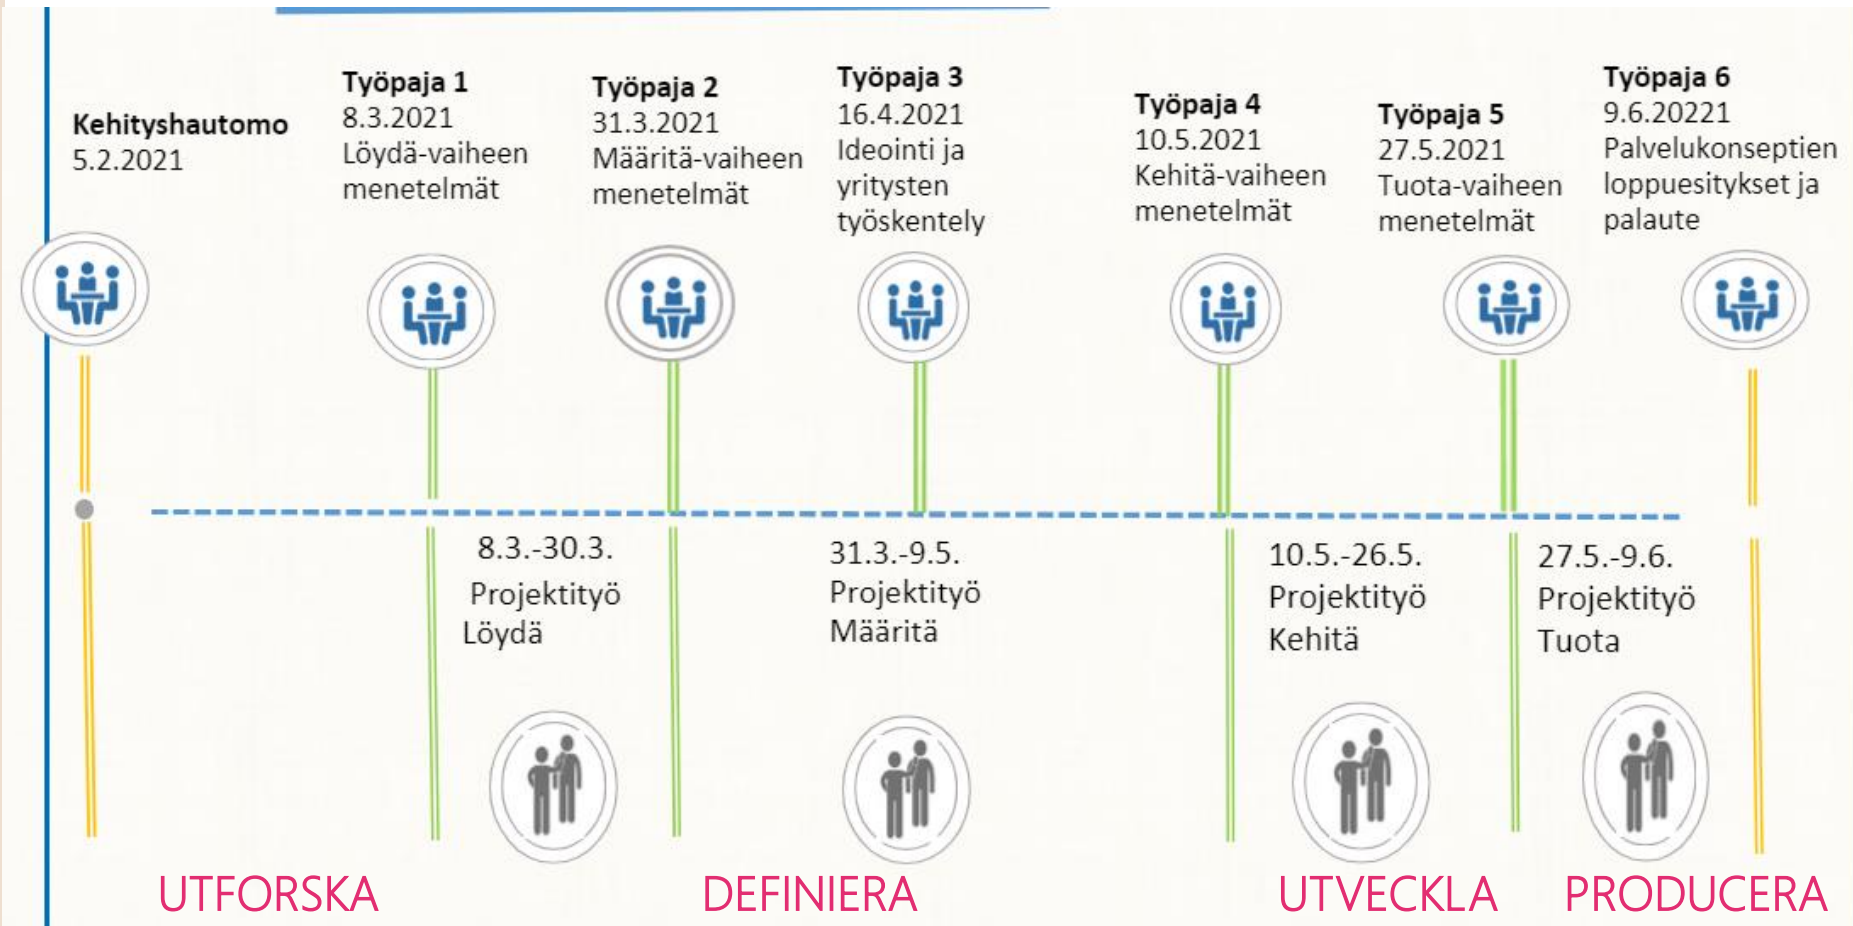 Kehityshautomo
5.2.2021
Työpaja 1
8.3.2021
Löydä-vaiheen
menetelmät
Työpaja 2
31.3.2021
Määritä-vaiheen
menetelmät
Työpaja 3
16.4.2021
Ideointi ja
yritysten
työskentely
Työpaja 4
10.5.2021
Kehitä-vaiheen
menetelmät
Työpaja 5
27.5.2021
Tuota-vaiheen
menetelmät
Työpaja 6
9.6.20221
Palvelukonseptien
loppuesitykset ja
palaute
8.3.-30.3.
Projektityö
Löydä
31.3.-9.5.
Projektityö
Määritä
10.5.-26.5.
Projektityö
Kehitä
27.5.-9.6.
Projektityö
Tuota
UTFORSKA
DEFINIERA
UTVECKLA
PRODUCERA